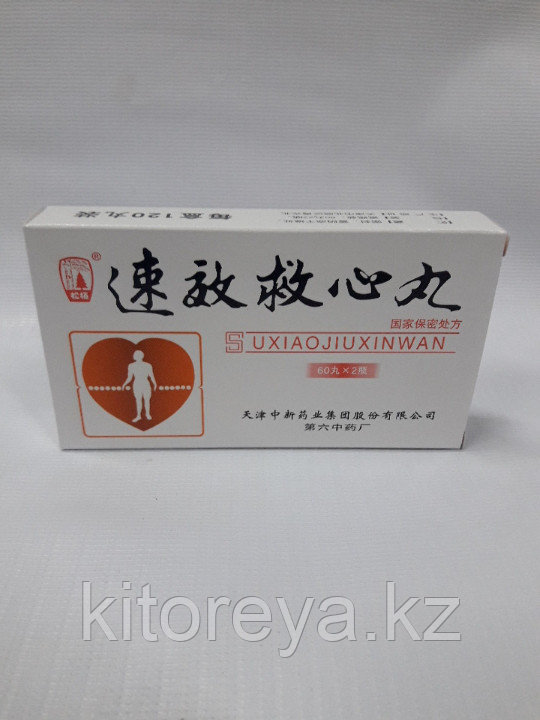 每盒120丸装
松柏
®
速效救心丸
国家保密处方
SUXIAOJIUXINWAN
60丸×2瓶
天津中新药业集团股份有限公司
第六中药厂
kitoreya.kz